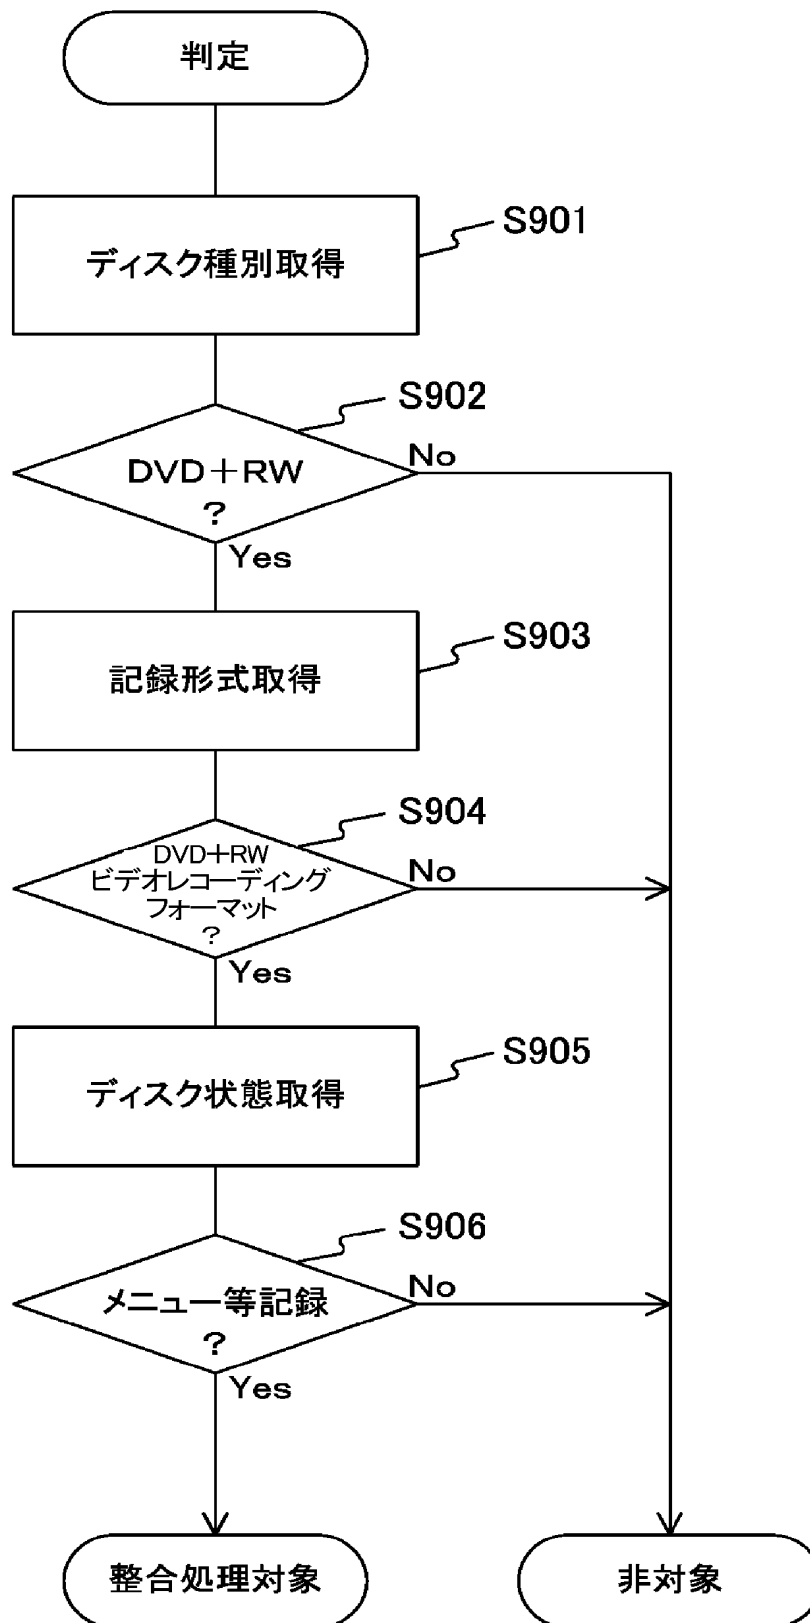 判定
S901
ディスク種別取得
S902
DVD+RW
?
No
Yes
S903
記録形式取得
S904
DVD+RW
ビデオレコーディング
フォーマット
?
No
Yes
S905
ディスク状態取得
S906
メニュー等記録
?
No
Yes
整合処理対象
非対象